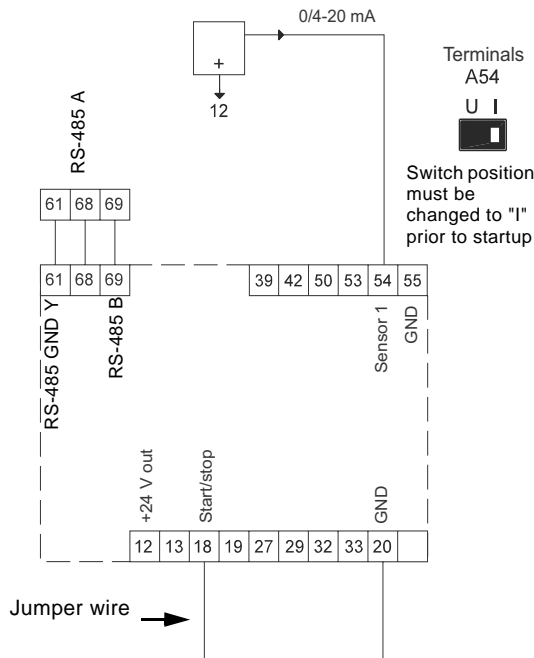 0/4-20 mA
+
12
Terminals
A54
U I
Switch position
must be
changed to "I"
prior to startup
RS-485 A
61 68 69
61 68 69
39 42 50 53 54 55
RS-485 GND Y
RS-485 B
Sensor 1
GND
+24 V out
Start/stop
GND
12 13 18 19 27 29 32 33 20
Jumper wire